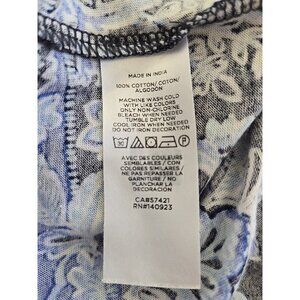 MADE IN INDIA
100% COTTON/ COTON/
ALGODON
MACHINE WASH COLD
WITH LIKE COLORS
ONLY NON-CHLORINE
BLEACH WHEN NEEDED
TUMBLE DRY LOW
COOL IRON WHEN NEEDED
DO NOT IRON TRIM
30
AVEC DES COULEURS
SEMBLABLES / CON
COLORES SIMILARES /
NE PAS REPASSER LA
GARNITURE / NO
PLANCHAR LA
DECORACIÓN
CA#57421
RN#140923